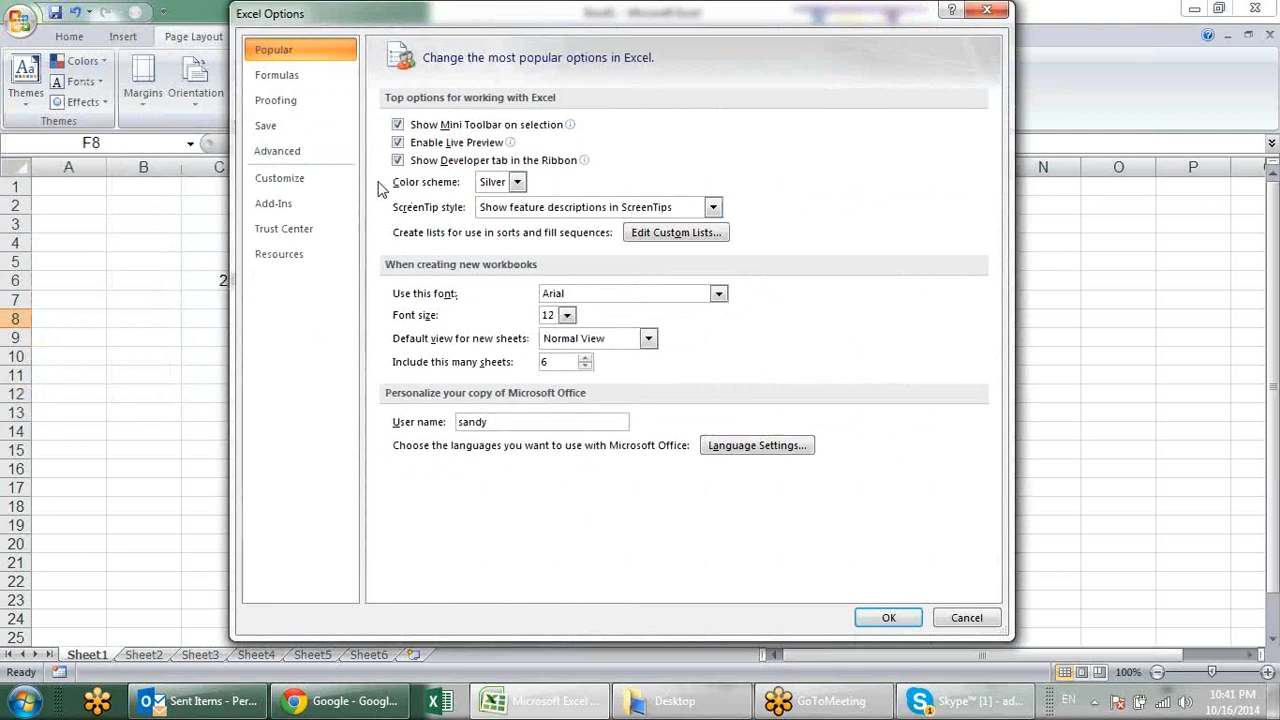 Excel Options
Home Insert Page Layout
Popular
Formulas
Proofing
Save
Advanced
Customize
Add-Ins
Trust Center
Resources
Change the most popular options in Excel.
Top options for working with Excel
Show Mini Toolbar on selection
Enable Live Preview
Show Developer tab in the Ribbon
Color scheme: Silver
ScreenTip style: Show feature descriptions in ScreenTips
Create lists for use in sorts and fill sequences: Edit Custom Lists...
When creating new workbooks
Use this font: Arial
Font size: 12
Default view for new sheets: Normal View
Include this many sheets: 6
Personalize your copy of Microsoft Office
User name: sandy
Choose the languages you want to use with Microsoft Office: Language Settings...
OK Cancel
Themes Colors Fonts Effects Margins Orientation
Themes
F8
A B C N O P
1
2
3
4
5
6 2
7
8
9
10
11
12
13
14
15
16
17
18
19
20
21
22
23
24
25
Sheet1 Sheet2 Sheet3 Sheet4 Sheet5 Sheet6
Ready 100%
Sent Items - Per... Google - Googl... Microsoft Excel ... Desktop GoToMeeting Skype™ [1] - ad... EN 10:41 PM
10/16/2014